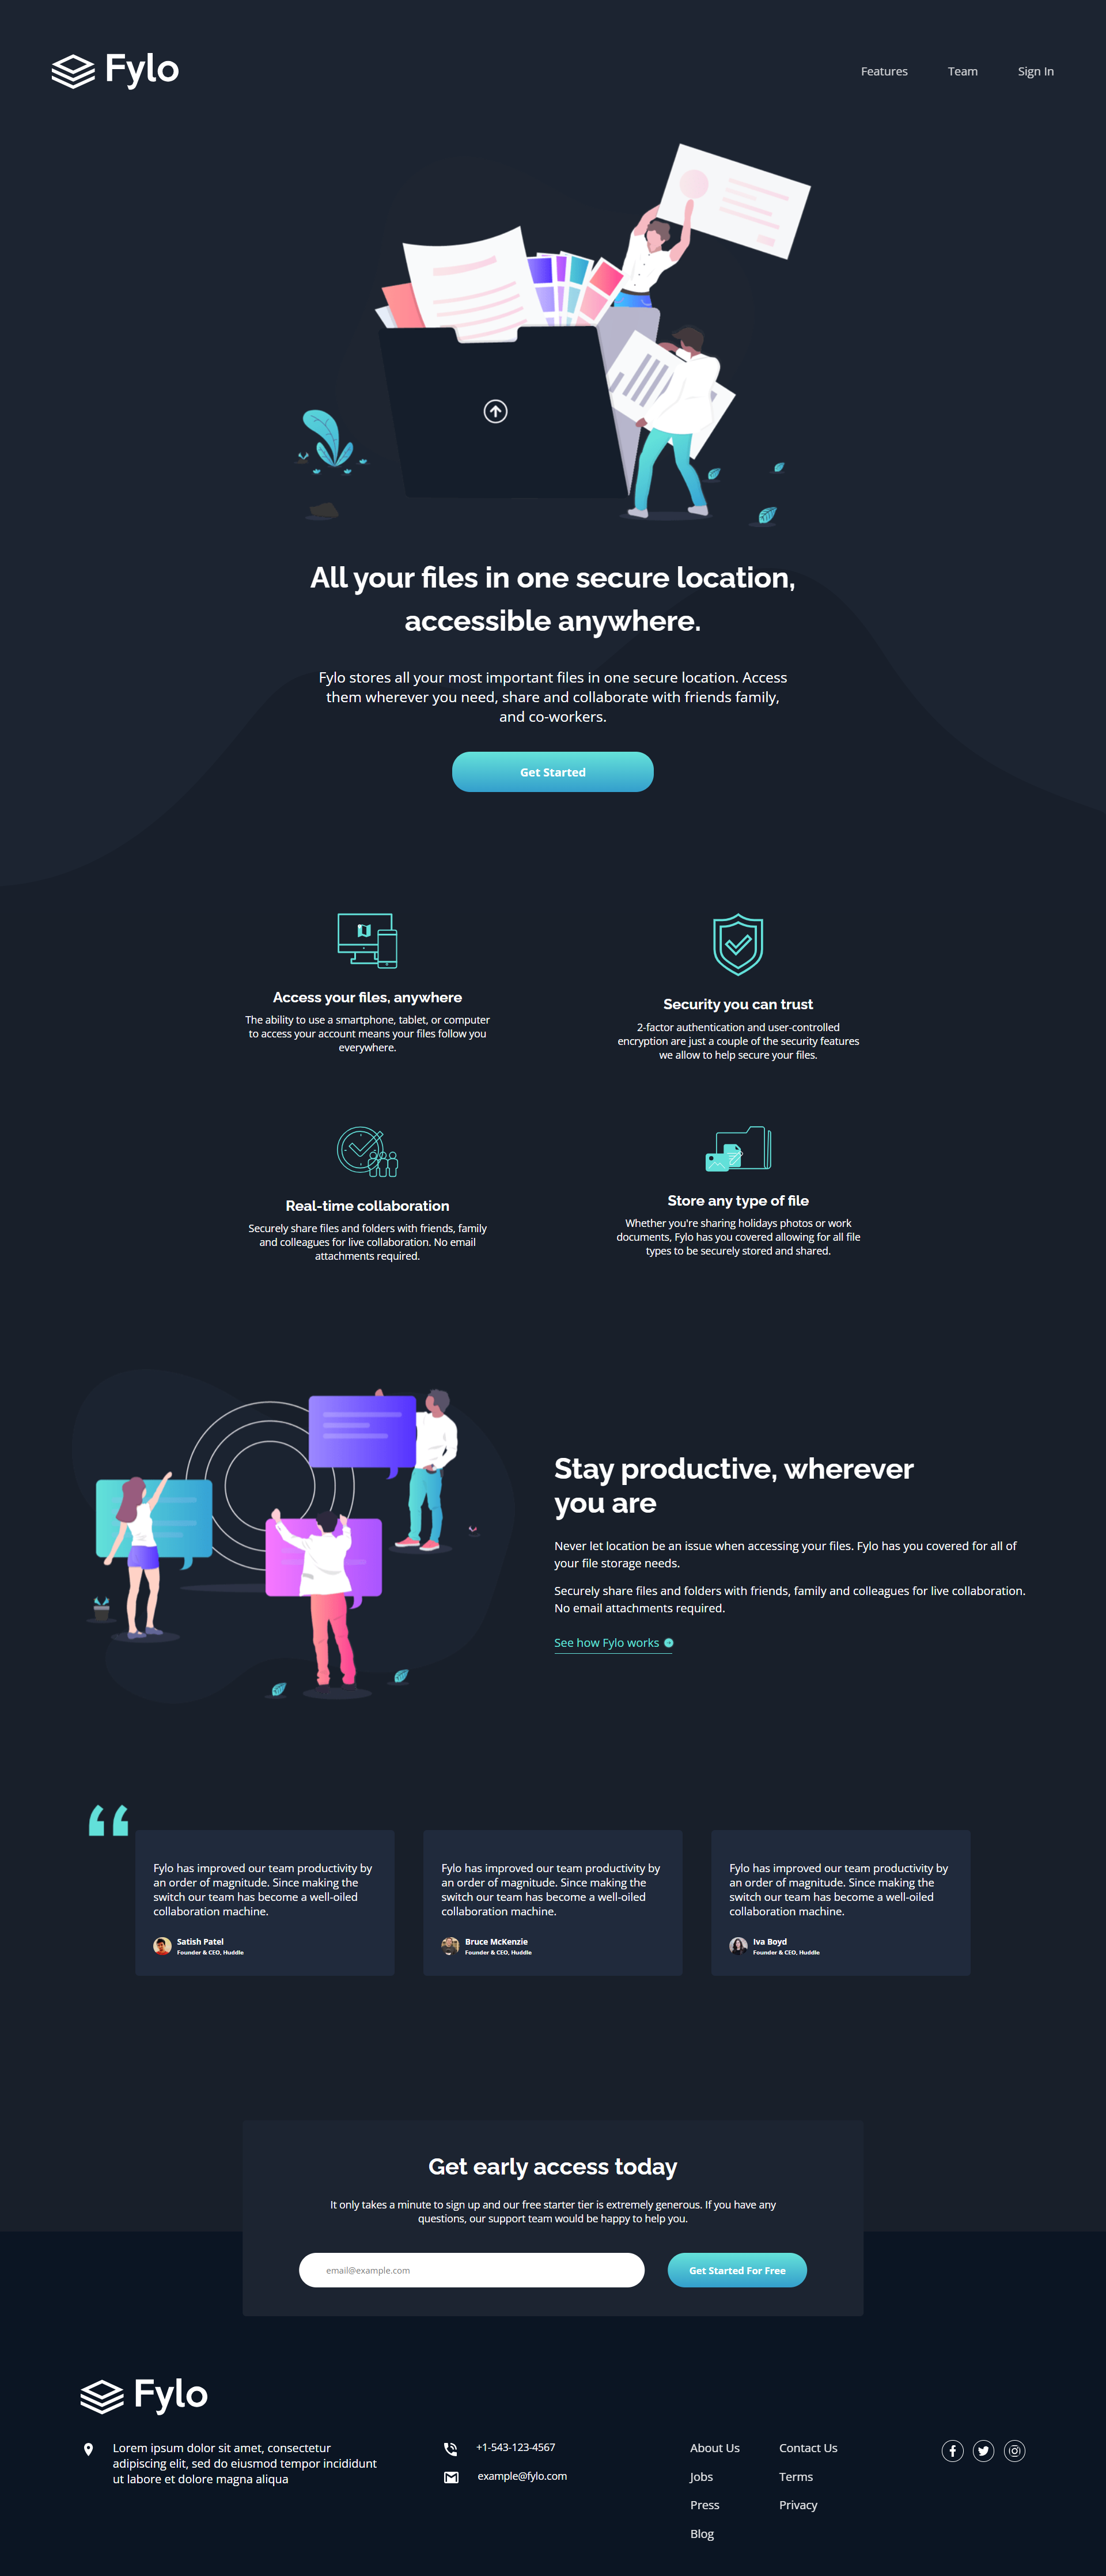 Fylo
Features
Team
Sign In
All your files in one secure location,
accessible anywhere.
Fylo stores all your most important files in one secure location. Access
them wherever you need, share and collaborate with friends family,
and co-workers.
Get Started
Access your files, anywhere
The ability to use a smartphone, tablet, or computer
to access your account means your files follow you
everywhere.
Security you can trust
2-factor authentication and user-controlled
encryption are just a couple of the security features
we allow to help secure your files.
Real-time collaboration
Securely share files and folders with friends, family
and colleagues for live collaboration. No email
attachments required.
Store any type of file
Whether you're sharing holidays photos or work
documents, Fylo has you covered allowing for all file
types to be securely stored and shared.
Stay productive, wherever
you are
Never let location be an issue when accessing your files. Fylo has you covered for all of
your file storage needs.
Securely share files and folders with friends, family and colleagues for live collaboration.
No email attachments required.
See how Fylo works
Fylo has improved our team productivity by
an order of magnitude. Since making the
switch our team has become a well-oiled
collaboration machine.
Satish Patel
Founder & CEO, Huddle
Fylo has improved our team productivity by
an order of magnitude. Since making the
switch our team has become a well-oiled
collaboration machine.
Bruce McKenzie
Founder & CEO, Huddle
Fylo has improved our team productivity by
an order of magnitude. Since making the
switch our team has become a well-oiled
collaboration machine.
Iva Boyd
Founder & CEO, Huddle
Get early access today
It only takes a minute to sign up and our free starter tier is extremely generous. If you have any
questions, our support team would be happy to help you.
email@example.com
Get Started For Free
Fylo
Lorem ipsum dolor sit amet, consectetur
adipiscing elit, sed do eiusmod tempor incididunt
ut labore et dolore magna aliqua
+1-543-123-4567
example@fylo.com
About Us
Jobs
Press
Blog
Contact Us
Terms
Privacy